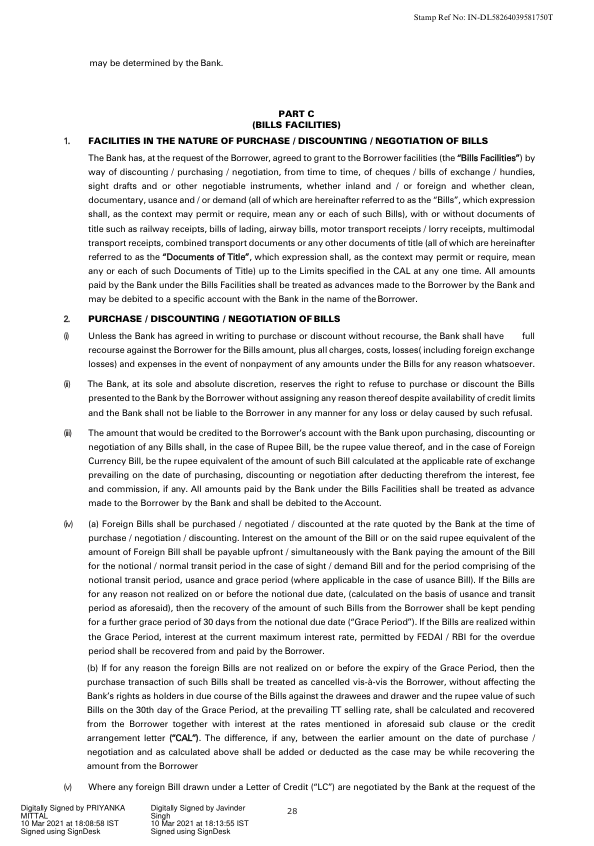 Stamp Ref No: IN-DL58264039581750T
may be determined by the Bank.
PART C
(BILLS FACILITIES)
1. FACILITIES IN THE NATURE OF PURCHASE / DISCOUNTING / NEGOTIATION OF BILLS
The Bank has, at the request of the Borrower, agreed to grant to the Borrower facilities (the "Bills Facilities") by
way of discounting / purchasing / negotiation, from time to time, of cheques / bills of exchange / hundies,
sight drafts and or other negotiable instruments, whether inland and / or foreign and whether clean,
documentary, usance and / or demand (all of which are hereinafter referred to as the "Bills", which expression
shall, as the context may permit or require, mean any or each of such Bills), with or without documents of
title such as railway receipts, bills of lading, airway bills, motor transport receipts / lorry receipts, multimodal
transport receipts, combined transport documents or any other documents of title (all of which are hereinafter
referred to as the "Documents of Title", which expression shall, as the context may permit or require, mean
any or each of such Documents of Title) up to the Limits specified in the CAL at any one time. All amounts
paid by the Bank under the Bills Facilities shall be treated as advances made to the Borrower by the Bank and
may be debited to a specific account with the Bank in the name of the Borrower.
2. PURCHASE / DISCOUNTING / NEGOTIATION OF BILLS
(i) Unless the Bank has agreed in writing to purchase or discount without recourse, the Bank shall have full
recourse against the Borrower for the Bills amount, plus all charges, costs, losses( including foreign exchange
losses) and expenses in the event of nonpayment of any amounts under the Bills for any reason whatsoever.
(ii) The Bank, at its sole and absolute discretion, reserves the right to refuse to purchase or discount the Bills
presented to the Bank by the Borrower without assigning any reason thereof despite availability of credit limits
and the Bank shall not be liable to the Borrower in any manner for any loss or delay caused by such refusal.
(iii) The amount that would be credited to the Borrower's account with the Bank upon purchasing, discounting or
negotiation of any Bills shall, in the case of Rupee Bill, be the rupee value thereof, and in the case of Foreign
Currency Bill, be the rupee equivalent of the amount of such Bill calculated at the applicable rate of exchange
prevailing on the date of purchasing, discounting or negotiation after deducting therefrom the interest, fee
and commission, if any. All amounts paid by the Bank under the Bills Facilities shall be treated as advance
made to the Borrower by the Bank and shall be debited to the Account.
(iv) (a) Foreign Bills shall be purchased / negotiated / discounted at the rate quoted by the Bank at the time of
purchase / negotiation / discounting. Interest on the amount of the Bill or on the said rupee equivalent of the
amount of Foreign Bill shall be payable upfront / simultaneously with the Bank paying the amount of the Bill
for the notional / normal transit period in the case of sight / demand Bill and for the period comprising of the
notional transit period, usance and grace period (where applicable in the case of usance Bill). If the Bills are
for any reason not realized on or before the notional due date, (calculated on the basis of usance and transit
period as aforesaid), then the recovery of the amount of such Bills from the Borrower shall be kept pending
for a further grace period of 30 days from the notional due date ("Grace Period"). If the Bills are realized within
the Grace Period, interest at the current maximum interest rate, permitted by FEDAI / RBI for the overdue
period shall be recovered from and paid by the Borrower.
(b) If for any reason the foreign Bills are not realized on or before the expiry of the Grace Period, then the
purchase transaction of such Bills shall be treated as cancelled vis-à-vis the Borrower, without affecting the
Bank's rights as holders in due course of the Bills against the drawees and drawer and the rupee value of such
Bills on the 30th day of the Grace Period, at the prevailing TT selling rate, shall be calculated and recovered
from the Borrower together with interest at the rates mentioned in aforesaid sub clause or the credit
arrangement letter ("CAL"). The difference, if any, between the earlier amount on the date of purchase /
negotiation and as calculated above shall be added or deducted as the case may be while recovering the
amount from the Borrower
(v) Where any foreign Bill drawn under a Letter of Credit ("LC") are negotiated by the Bank at the request of the
Digitally Signed by PRIYANKA
MITTAL
10 Mar 2021 at 18:08:58 IST
Signed using SignDesk
Digitally Signed by Javinder
Singh
10 Mar 2021 at 18:13:55 IST
Signed using SignDesk
28